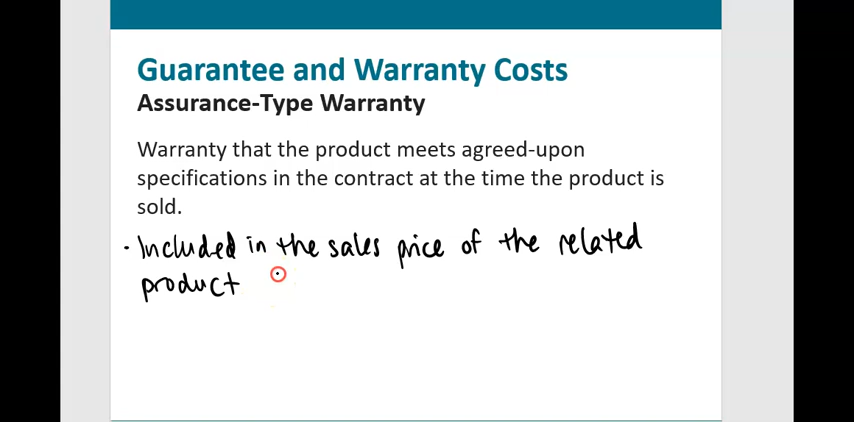 Guarantee and Warranty Costs
Assurance-Type Warranty
Warranty that the product meets agreed-upon
specifications in the contract at the time the product is
sold.
• Included in the sales price of the related
product